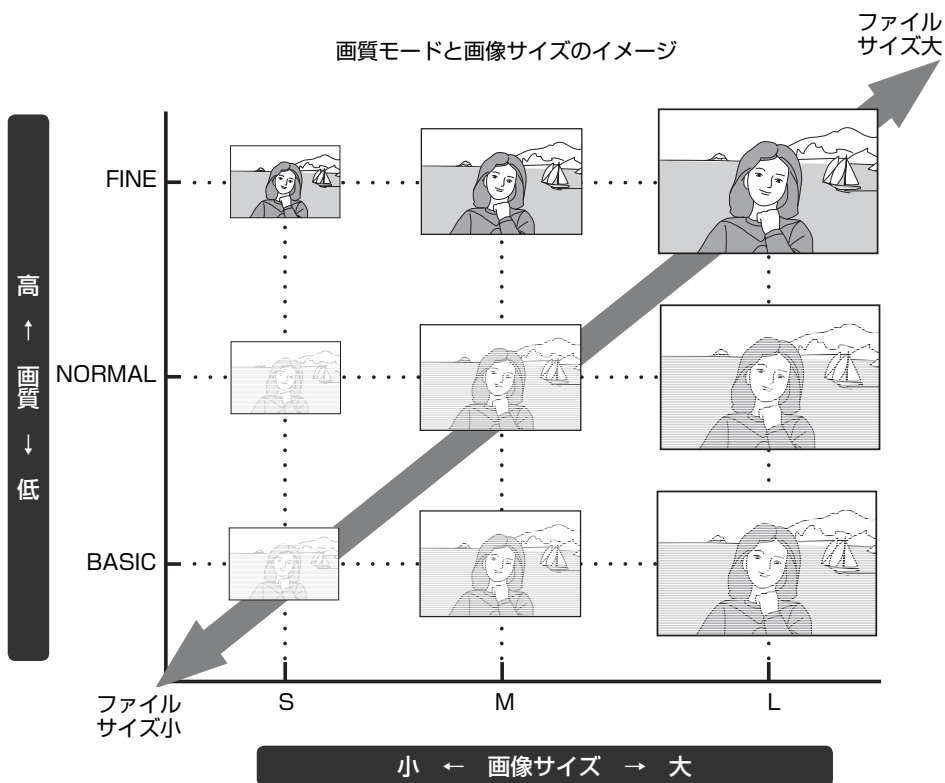 画質モードと画像サイズのイメージ
ファイル
サイズ大
高 ↑ 画質 ↓ 低
FINE
NORMAL
BASIC
ファイル
サイズ小
S
M
L
小 ← 画像サイズ → 大